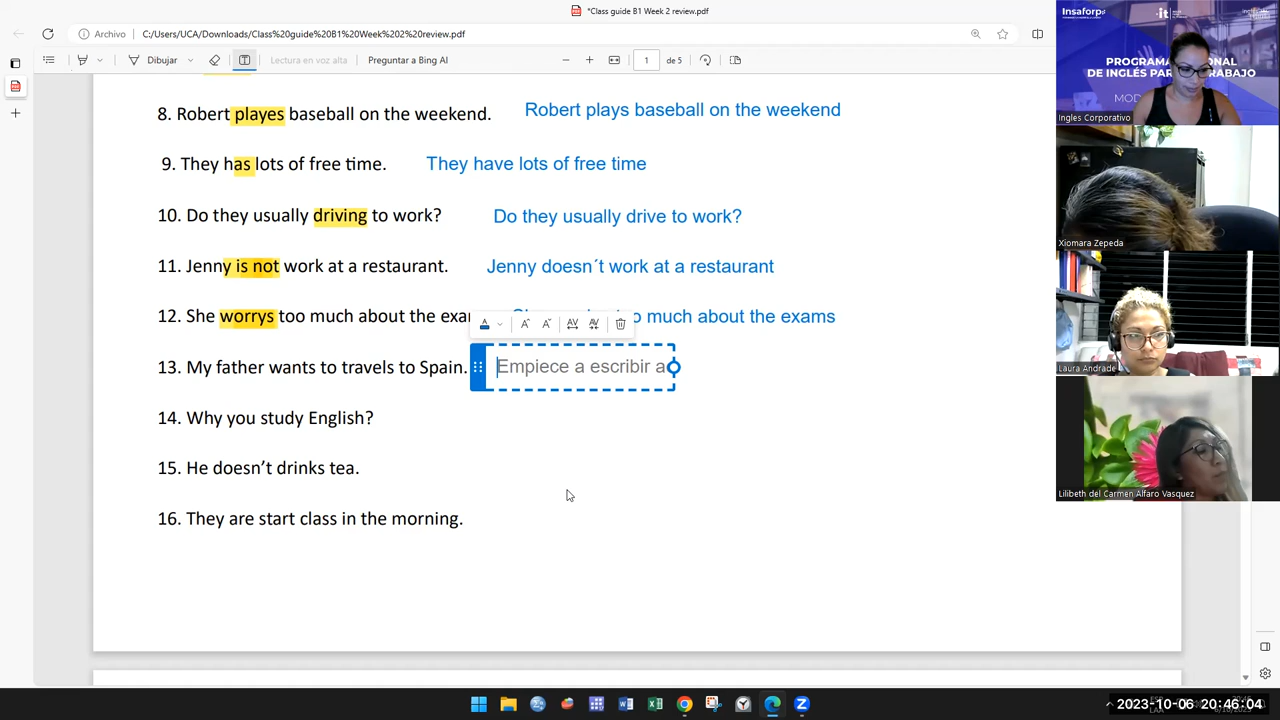 *Class guide B1 Week 2 review.pdf
Archivo C:/Users/UCA/Downloads/Class%20guide%20B1%20Week%202%20review.pdf
Dibujar Lectura en voz alta Preguntar a Bing AI 1 de 5
8. Robert playes baseball on the weekend. Robert plays baseball on the weekend
9. They has lots of free time. They have lots of free time
10. Do they usually driving to work? Do they usually drive to work?
11. Jenny is not work at a restaurant. Jenny doesn´t work at a restaurant
12. She worrys too much about the exa too much about the exams
13. My father wants to travels to Spain. Empiece a escribir a
14. Why you study English?
15. He doesn't drinks tea.
16. They are start class in the morning.
Insaforp
·it
PROGRAMA
DE INGLÉS PAR
Ingles Corporativo
Xiomara Zepeda
Laura Andrade
Lilibeth del Carmen Alfaro Vasquez
2023-10-06 20:46:04